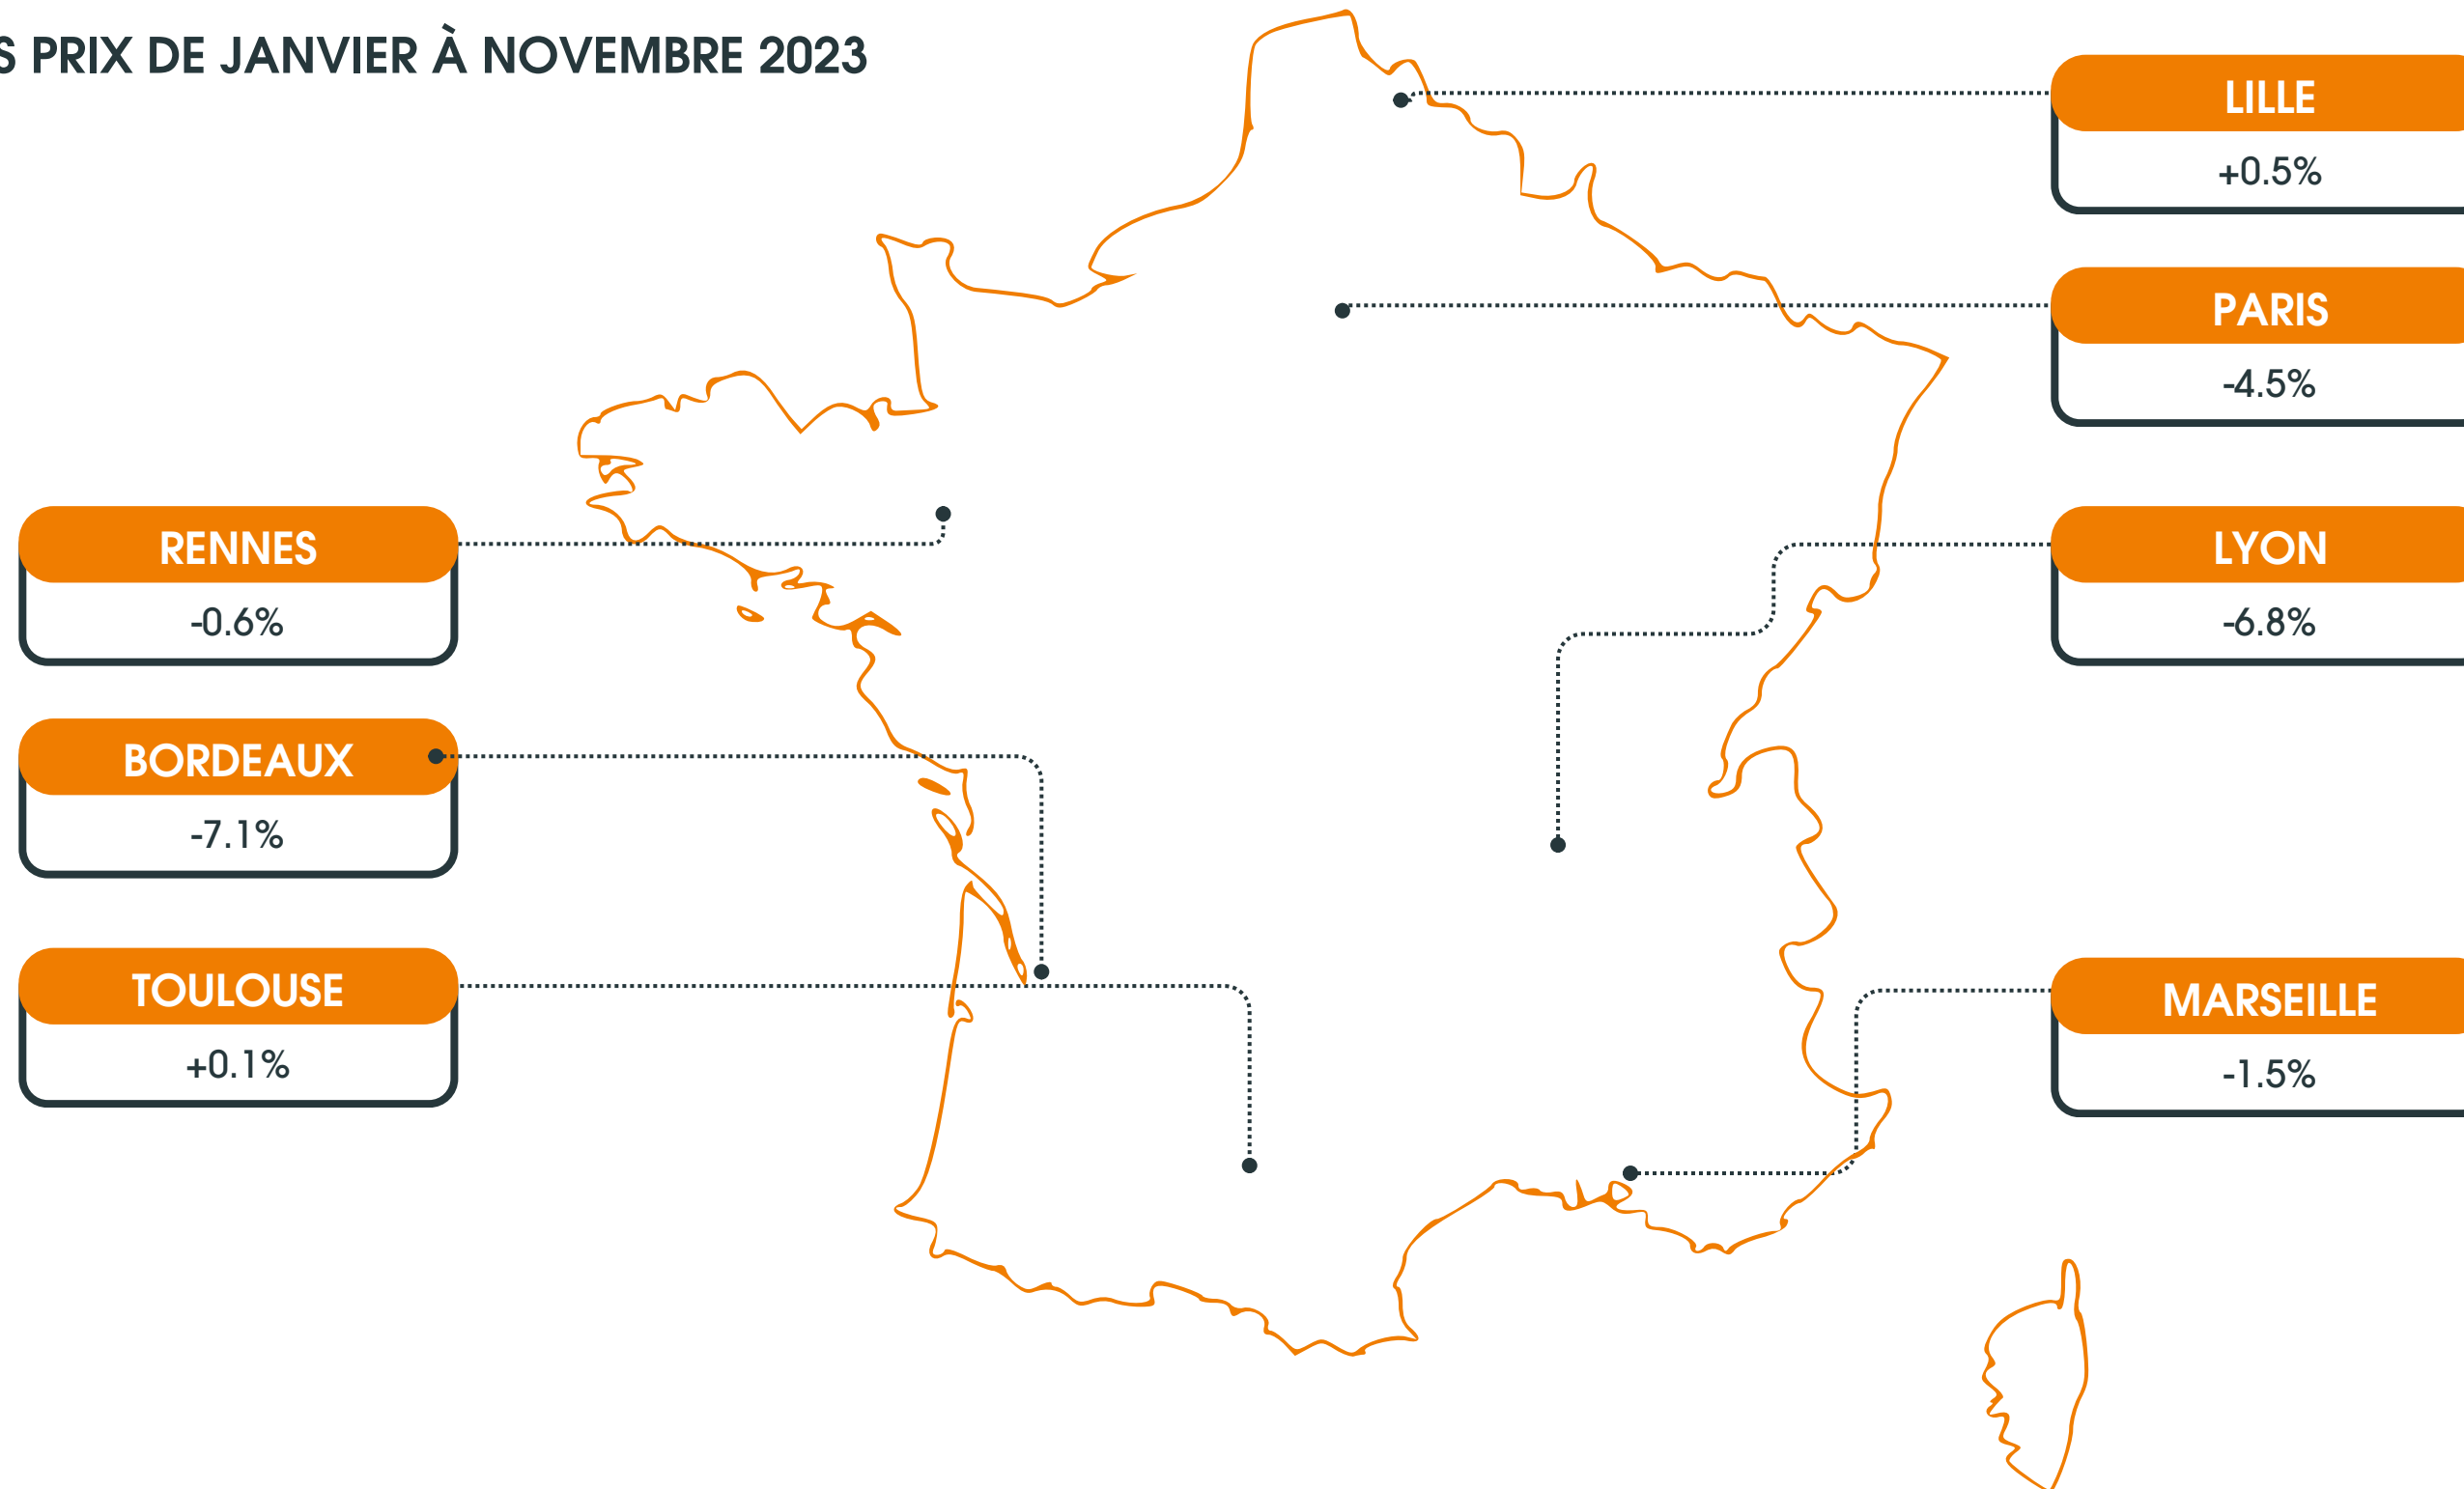 S PRIX DE JANVIER À NOVEMBRE 2023
LILLE
+0.5%
PARIS
-4.5%
RENNES
-0.6%
LYON
-6.8%
BORDEAUX
-7.1%
TOULOUSE
+0.1%
MARSEILLE
-1.5%